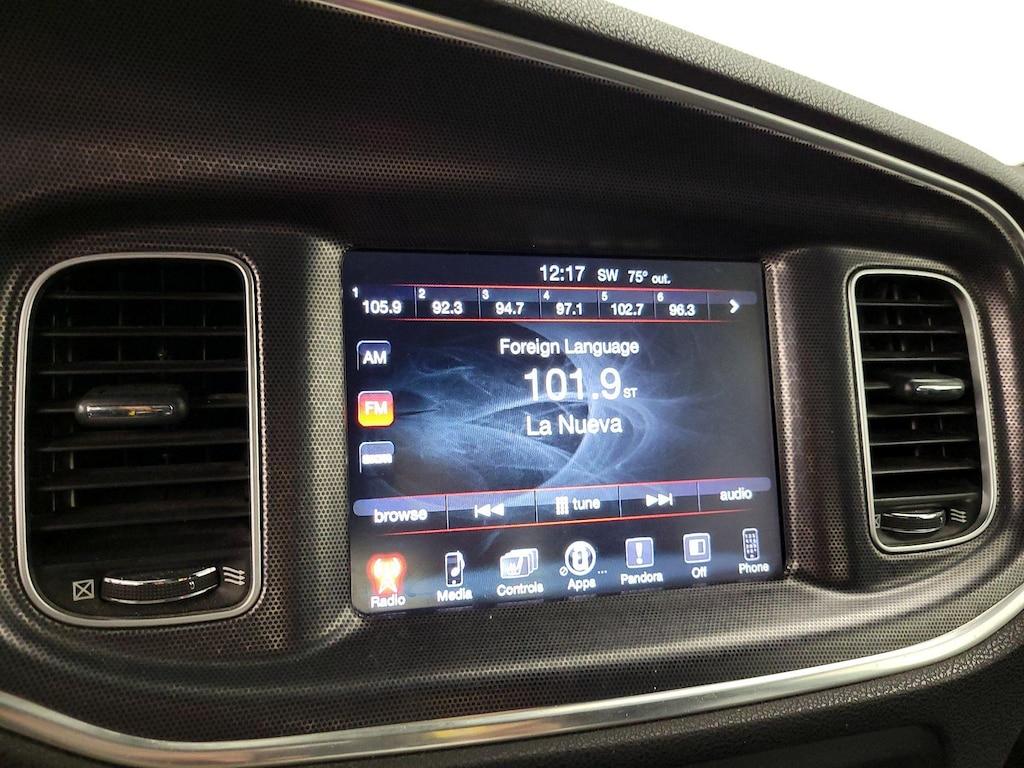 12:17 SW 75° out.
1 105.9 2 92.3 3 94.7 4 97.1 5 102.7 6 96.3
Foreign Language
AM
101.9 ST
FM
La Nueva
browse tune audio
Radio Media Controls Apps Pandora Off Phone